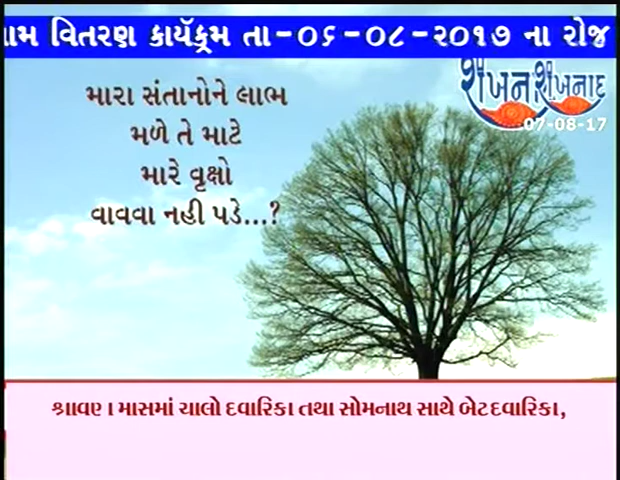 ામ વિતરણ કાર્યક્રમ તા-૦૬-૦૮-૨૦૧૭ ના રોજ
શંખનાદ
07-08-17
મારા સંતાનોને લાભ
મળે તે માટે
મારે વૃક્ષો
વાવવા નહી પડે...?
શ્રાવણ માસમાં ચાલો દવારિકા તથા સોમનાથ સાથે બેટદવારિકા,